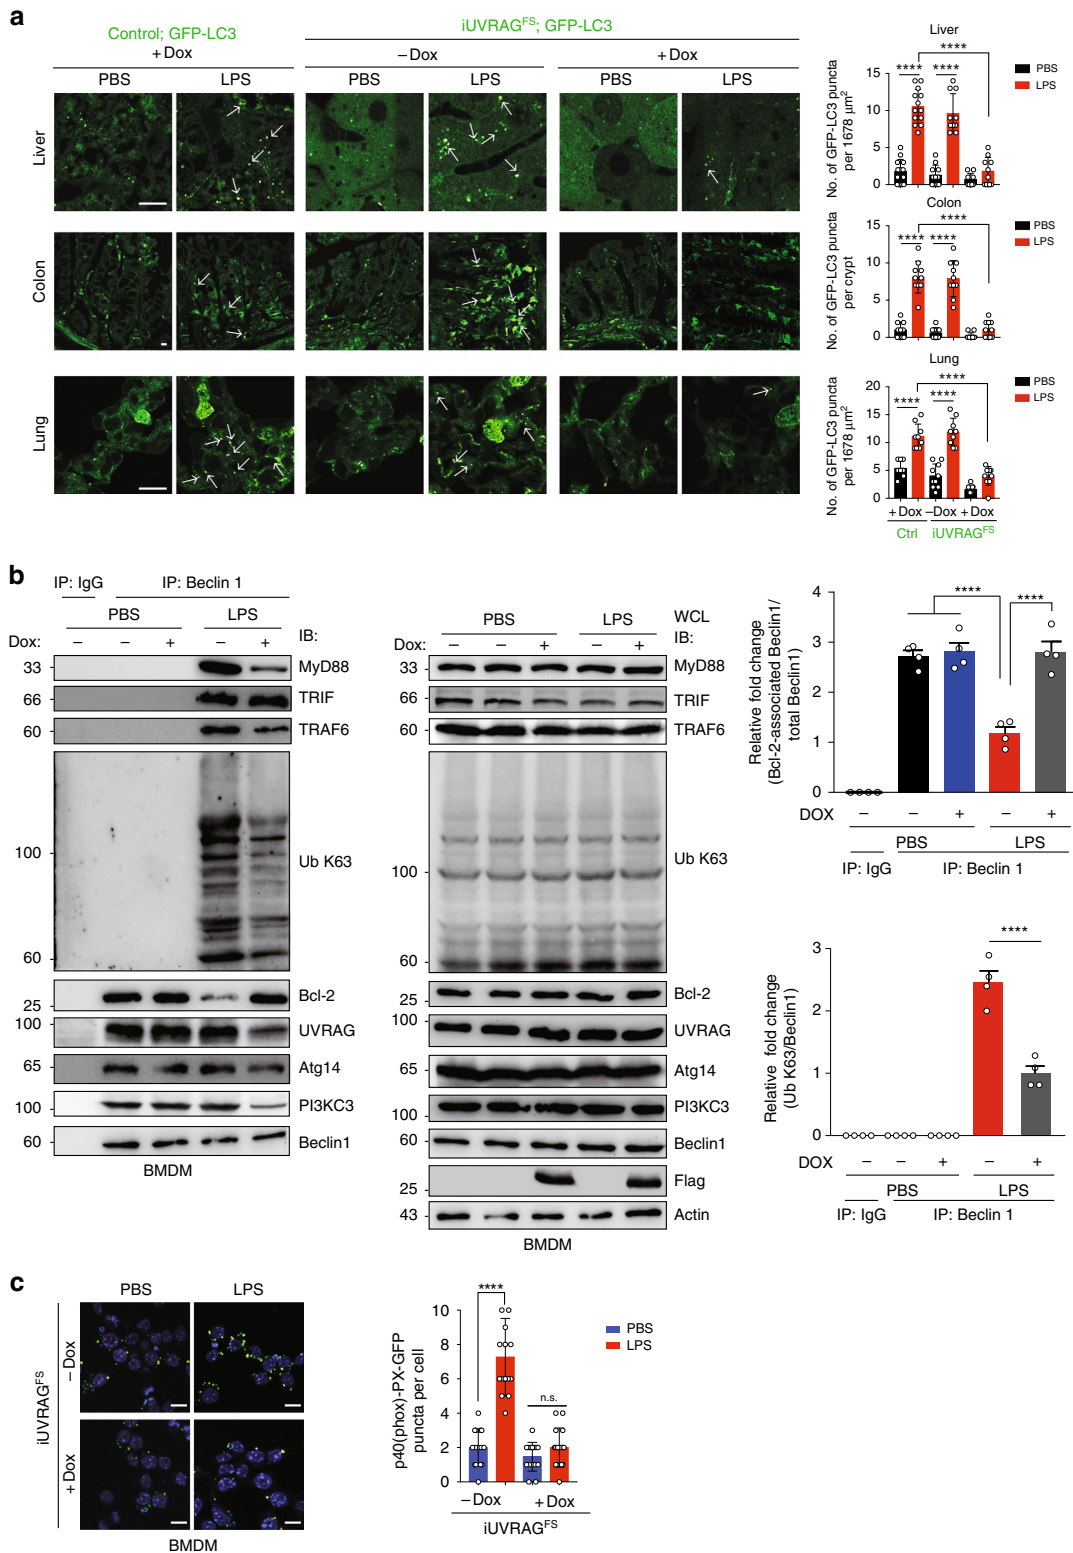 a
Control; GFP-LC3
iUVRAGFS; GFP-LC3
+ Dox
– Dox
+ Dox
PBS
LPS
PBS
LPS
PBS
LPS
Liver
Colon
Lung
Liver
****
**** ****
No. of GFP-LC3 puncta
per 1678 µm2
15
10
5
0
PBS
LPS
Colon
****
**** ****
No. of GFP-LC3 puncta
per crypt
15
10
5
0
PBS
LPS
Lung
****
**** ****
No. of GFP-LC3 puncta
per 1678 µm2
20
15
10
5
0
PBS
LPS
+ Dox –Dox + Dox
Ctrl
iUVRAGFS
b
IP: IgG
IP: Beclin 1
PBS
LPS
Dox: – – + – +
IB:
33
MyD88
66
TRIF
60
TRAF6
100
60
Ub K63
25
Bcl-2
100
UVRAG
65
Atg14
100
PI3KC3
60
Beclin1
BMDM
PBS
LPS
WCL
Dox: – – + – +
IB:
33
MyD88
66
TRIF
60
TRAF6
100
60
Ub K63
25
Bcl-2
100
UVRAG
65
Atg14
100
PI3KC3
60
Beclin1
25
Flag
43
Actin
BMDM
Relative fold change
(Bcl-2-associated Beclin1/
total Beclin1)
4
3
2
1
0
****
****
DOX – – + – +
PBS
LPS
IP: IgG
IP: Beclin 1
Relative fold change
(Ub K63/Beclin1)
3
2
1
0
****
DOX – – + – +
PBS
LPS
IP: IgG
IP: Beclin 1
c
PBS
LPS
iUVRAGFS
– Dox
+ Dox
BMDM
p40(phox)-PX-GFP
puncta per cell
10
8
6
4
2
0
****
n.s.
PBS
LPS
– Dox
+ Dox
iUVRAGFS